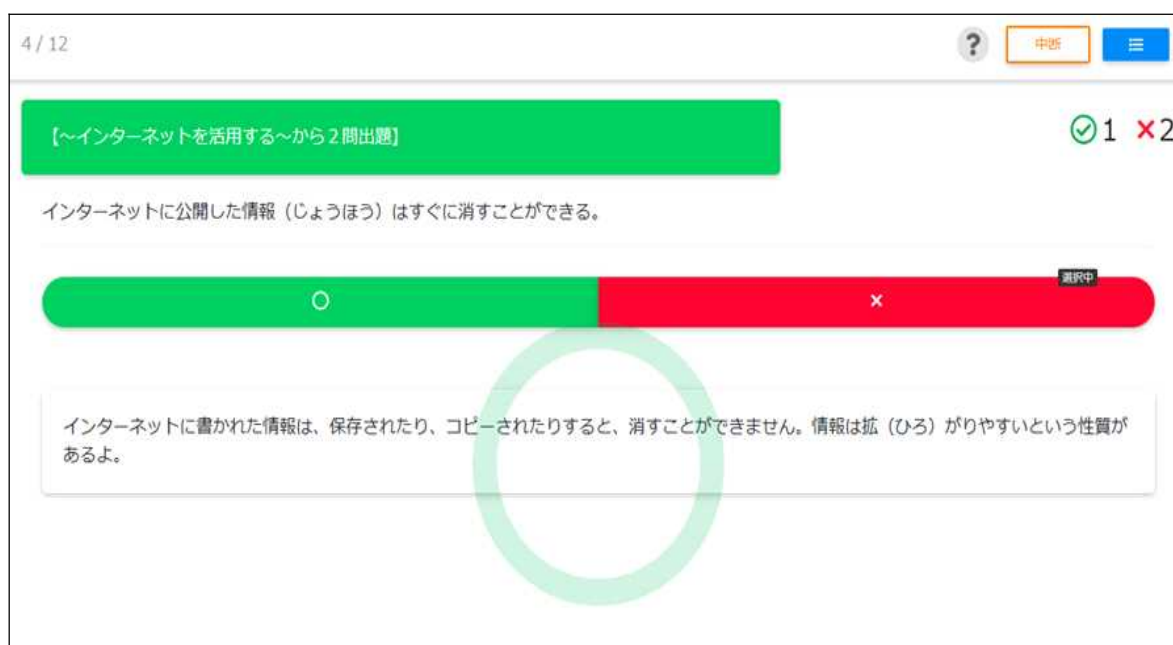 4 / 12
?
中断
【～インターネットを活用する～から２問出題】
1 ×2
インターネットに公開した情報（じょうほう）はすぐに消すことができる。
選択中
○
×
インターネットに書かれた情報は、保存されたり、コピーされたりすると、消すことができません。情報は拡（ひろ）がりやすいという性質が
あるよ。